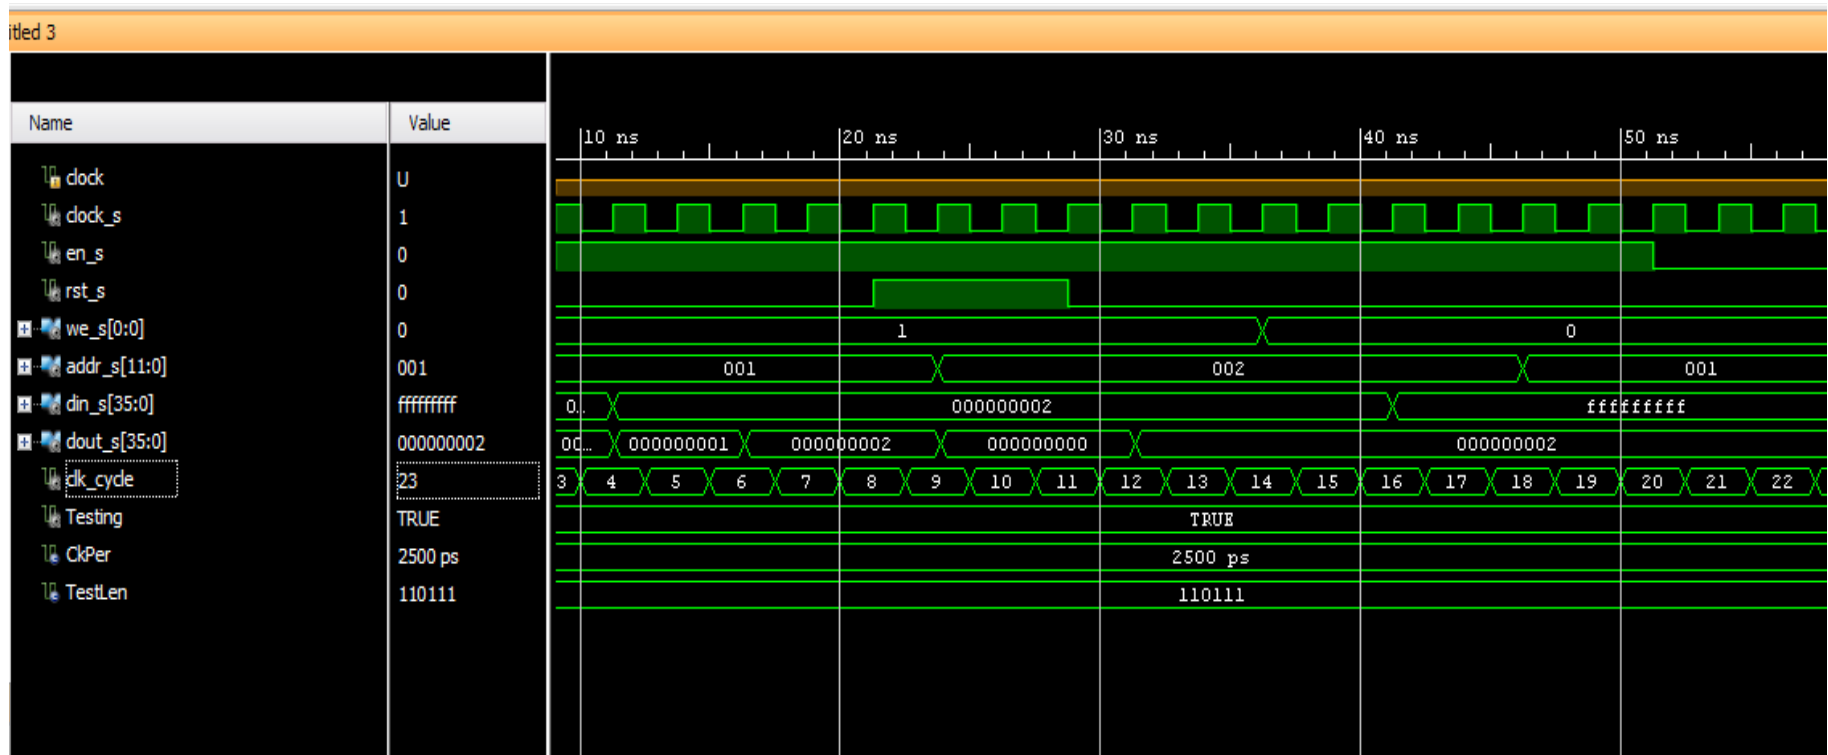 itled 3
Name Value
10 ns 20 ns 30 ns 40 ns 50 ns
clock U
clock_s 1
en_s 0
rst_s 0
we_s[0:0] 0 1 0
addr_s[11:0] 001 001 002 001
din_s[35:0] fffffffff 0... 000000002 fffffffff
dout_s[35:0] 000000002 00... 000000001 000000002 000000000 000000002
clk_cycle 23 3 4 5 6 7 8 9 10 11 12 13 14 15 16 17 18 19 20 21 22
Testing TRUE TRUE
CkPer 2500 ps 2500 ps
TestLen 110111 110111